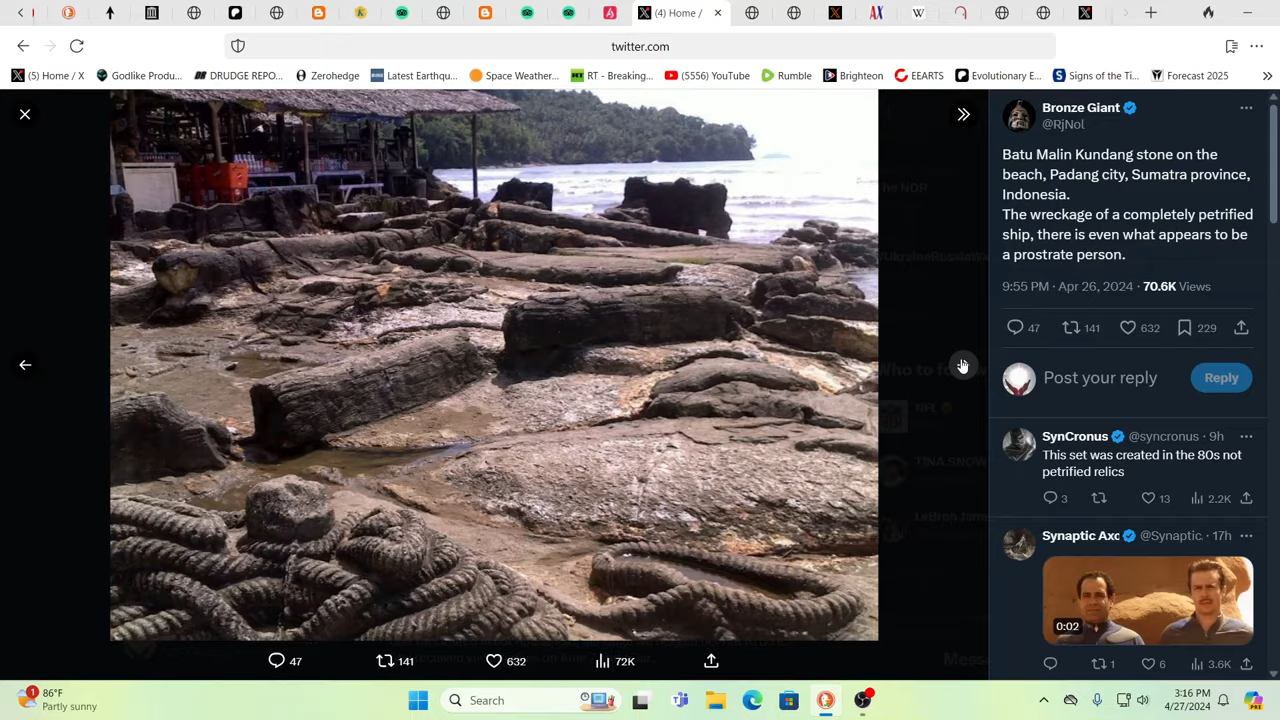 (4) Home /
twitter.com
(5) Home / X
Godlike Produ...
DRUDGE REPO...
Zerohedge
Latest Earthqu...
Space Weather...
RT - Breaking...
(5556) YouTube
Rumble
Brighteon
EEARTS
Evolutionary E...
Signs of the Ti...
Forecast 2025
Bronze Giant
@RjNol
Batu Malin Kundang stone on the
beach, Padang city, Sumatra province,
Indonesia.
The wreckage of a completely petrified
ship, there is even what appears to be
a prostrate person.
9:55 PM · Apr 26, 2024 · 70.6K Views
47 141 632 229
Post your reply
Reply
SynCronus @syncronus · 9h
This set was created in the 80s not
petrified relics
3 13 2.2K
Synaptic Axo @Synaptic. · 17h
0:02
1 6 3.6K
47 141 632 72K
1
86°F
Partly sunny
Search
3:16 PM
4/27/2024